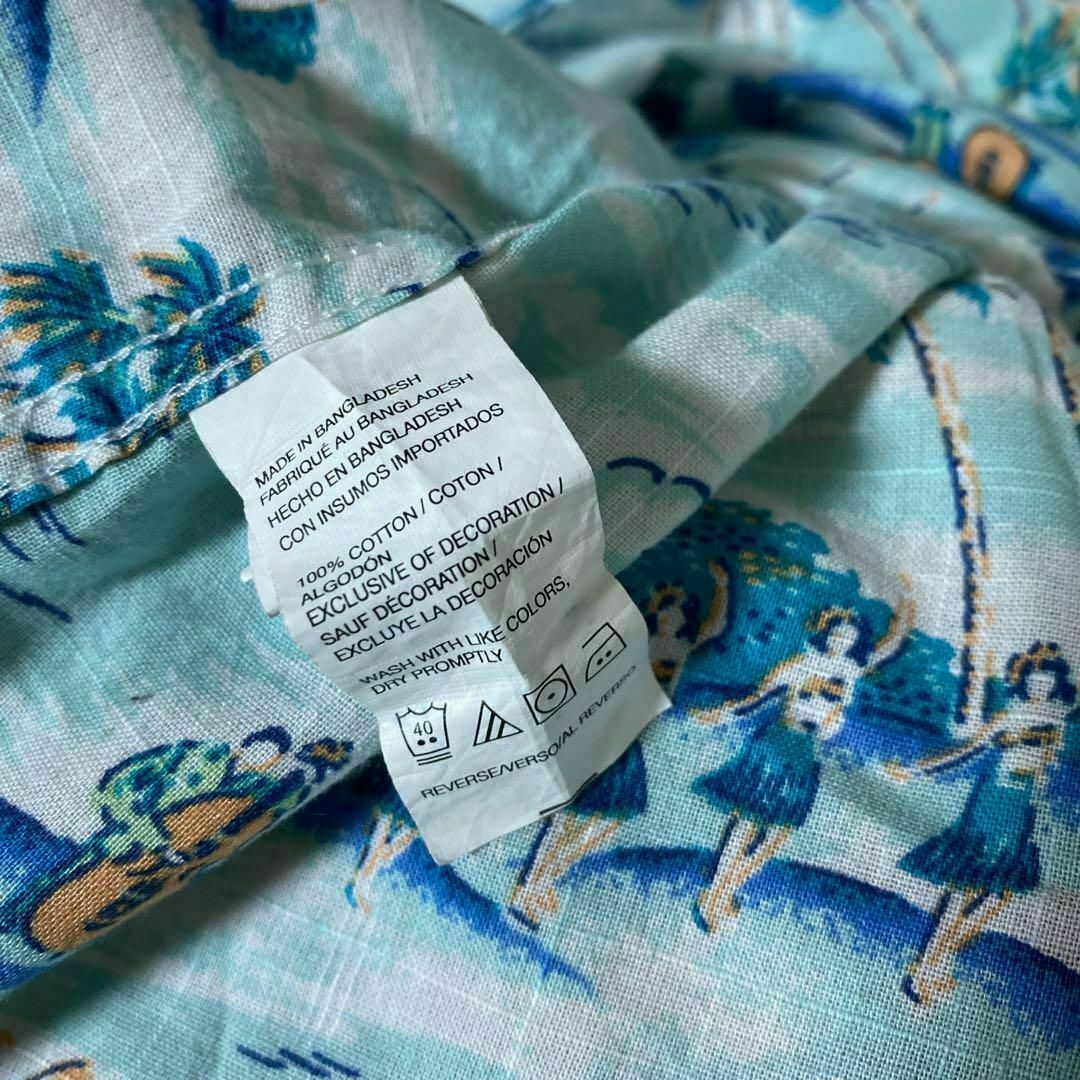 MADE IN BANGLADESH
FABRIQUÉ AU BANGLADESH
HECHO EN BANGLADESH
CON INSUMOS IMPORTADOS
100% COTTON / COTON /
ALGODÓN
EXCLUSIVE OF DECORATION /
SAUF DÉCORATION /
EXCLUYE LA DECORACIÓN
WASH WITH LIKE COLORS,
DRY PROMPTLY
40
REVERSE/VERSO/AL REVERSO